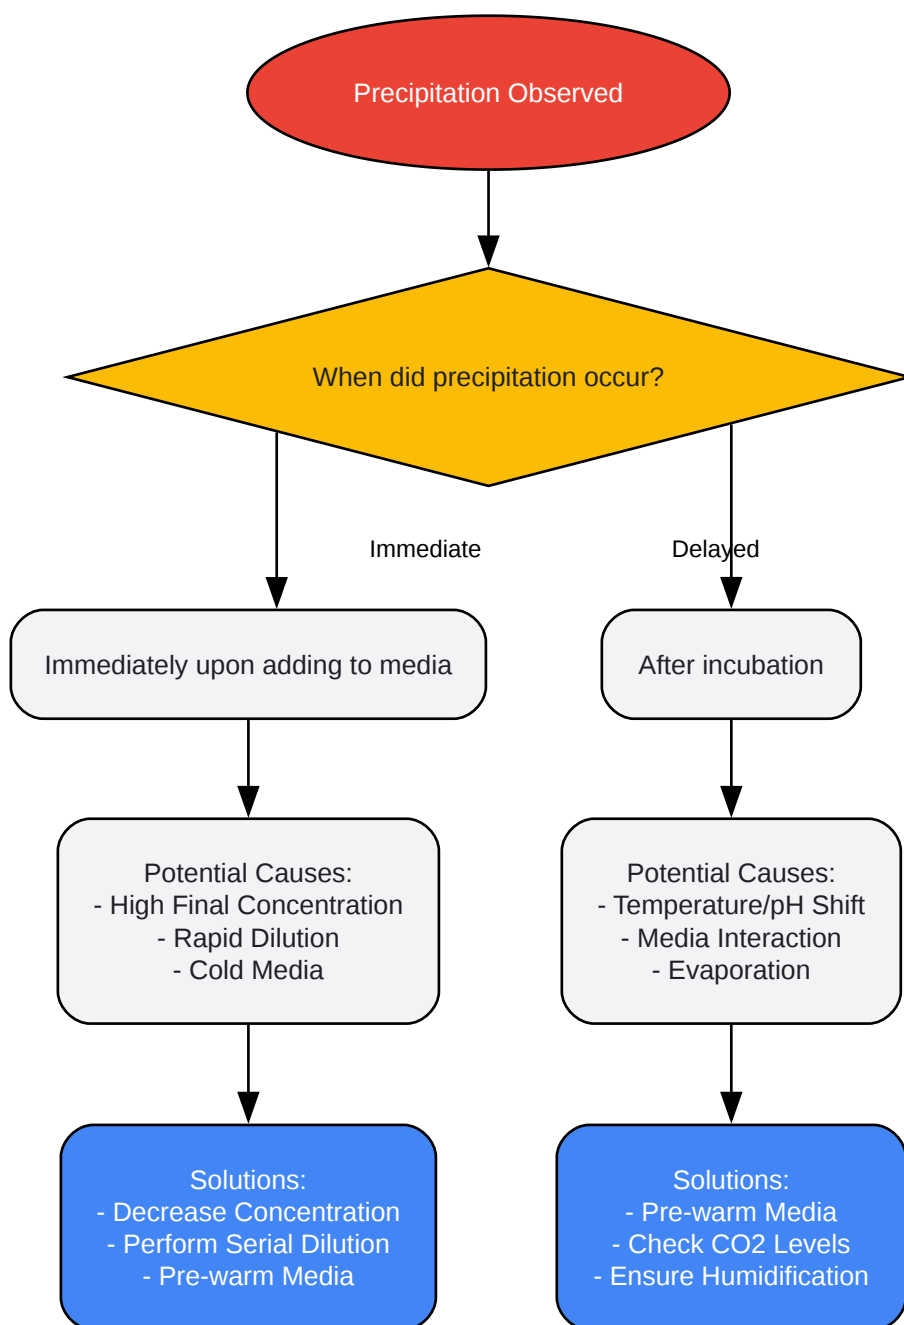 Precipitation Observed
When did precipitation occur?
Immediate
Delayed
Immediately upon adding to media
After incubation
Potential Causes:
- High Final Concentration
- Rapid Dilution
- Cold Media
Potential Causes:
- Temperature/pH Shift
- Media Interaction
- Evaporation
Solutions:
- Decrease Concentration
- Perform Serial Dilution
- Pre-warm Media
Solutions:
- Pre-warm Media
- Check CO2 Levels
- Ensure Humidification